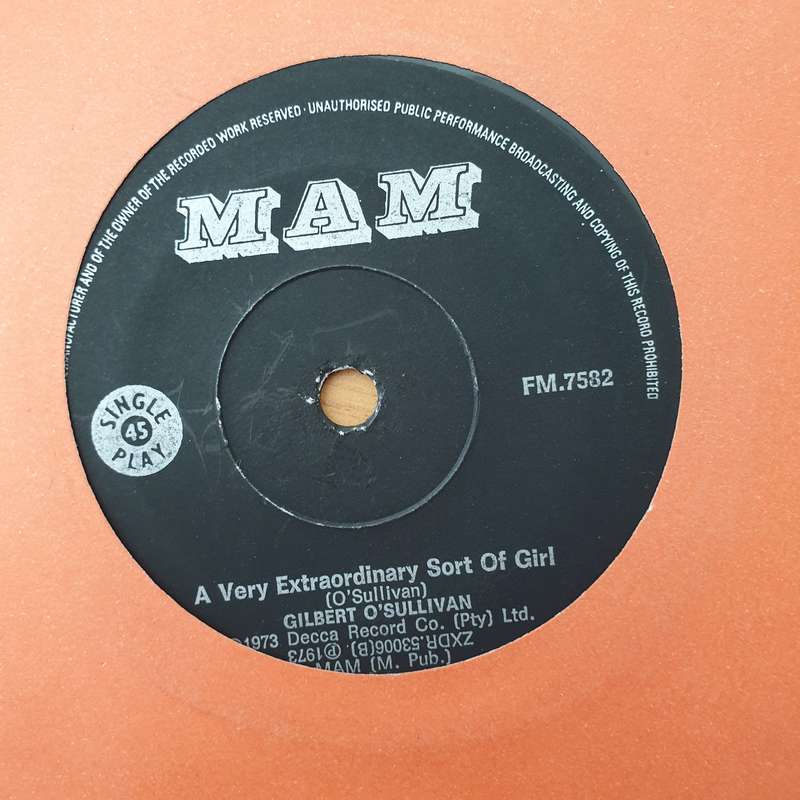 MANUFACTURER AND OF THE OWNER OF THE RECORDED WORK RESERVED · UNAUTHORISED PUBLIC PERFORMANCE BROADCASTING AND COPYING OF THIS RECORD PROHIBITED
MAM
FM.7582
SINGLE
45
PLAY
A Very Extraordinary Sort Of Girl
(O'Sullivan)
GILBERT O'SULLIVAN
©1973 Decca Record Co. (Pty) Ltd.
ZXDR.53006(B). ℗1973
MAM (M. Pub.)